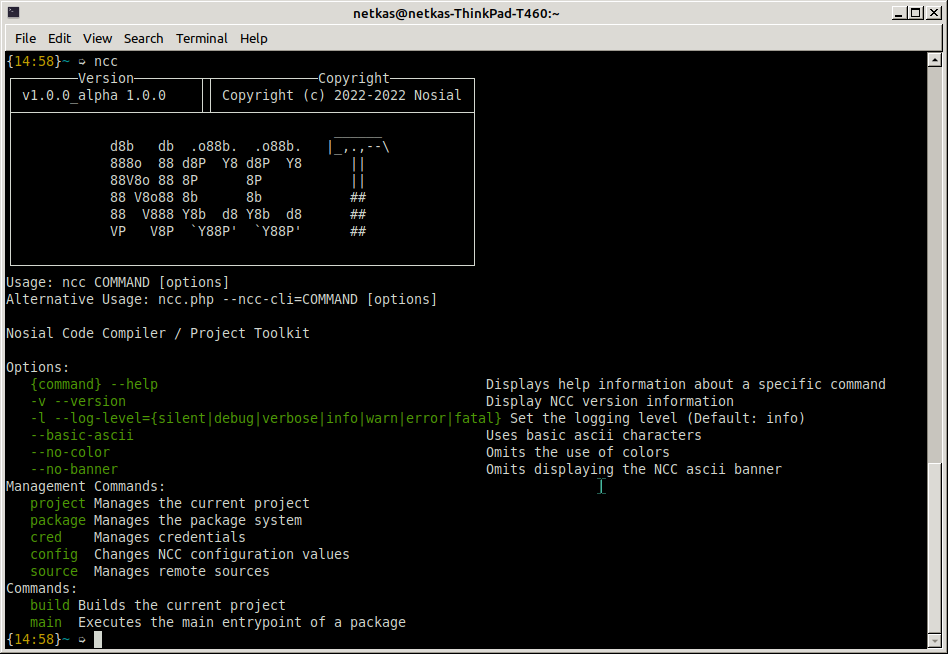 netkas@netkas-ThinkPad-T460:~
File Edit View Search Terminal Help
{14:58}~ ➭ ncc
Version Copyright
v1.0.0_alpha 1.0.0 Copyright (c) 2022-2022 Nosial
d8b   db  .o88b.  .o88b.   |_,.,--\
888o  88 d8P  Y8 d8P  Y8      ||
88V8o 88 8P      8P           ||
88 V8o88 8b      8b           ##
88  V888 Y8b  d8 Y8b  d8      ##
VP   V8P  `Y88P'  `Y88P'      ##
Usage: ncc COMMAND [options]
Alternative Usage: ncc.php --ncc-cli=COMMAND [options]
Nosial Code Compiler / Project Toolkit
Options:
{command} --help Displays help information about a specific command
-v --version Display NCC version information
-l --log-level={silent|debug|verbose|info|warn|error|fatal} Set the logging level (Default: info)
--basic-ascii Uses basic ascii characters
--no-color Omits the use of colors
--no-banner Omits displaying the NCC ascii banner
Management Commands:
project Manages the current project
package Manages the package system
cred Manages credentials
config Changes NCC configuration values
source Manages remote sources
Commands:
build Builds the current project
main Executes the main entrypoint of a package
{14:58}~ ➭